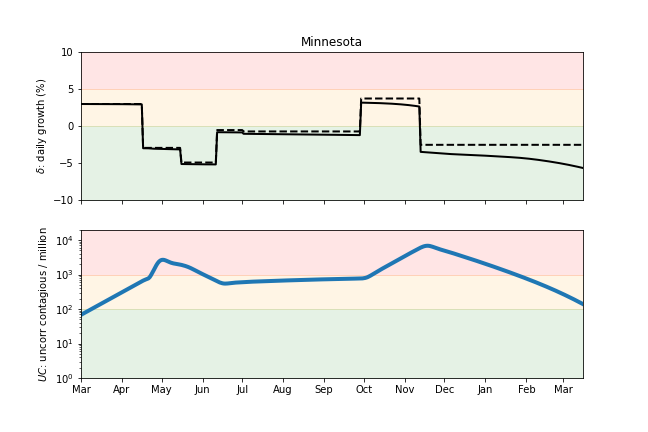 Minnesota
δ: daily growth (%)
10
5
0
−5
−10
UC: uncorr contagious / million
10⁴
10³
10²
10¹
10⁰
Mar Apr May Jun Jul Aug Sep Oct Nov Dec Jan Feb Mar